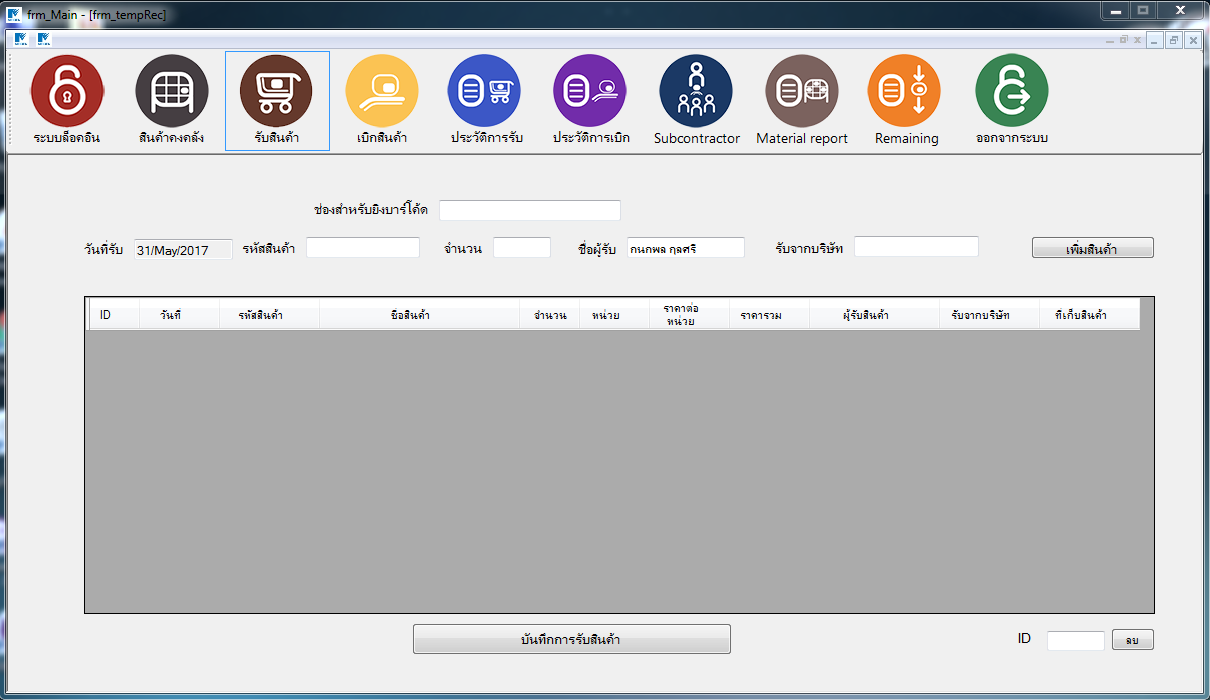 frm_Main - [frm_tempRec]
ระบบล็อคอิน
สินค้าคงคลัง
รับสินค้า
เบิกสินค้า
ประวัติการรับ
ประวัติการเบิก
Subcontractor
Material report
Remaining
ออกจากระบบ
ช่องสำหรับยิงบาร์โค้ด
วันที่รับ 31/May/2017 รหัสสินค้า จำนวน ชื่อผู้รับ กนกพล กุลศรี รับจากบริษัท เพิ่มสินค้า
ID วันที่ รหัสสินค้า ชื่อสินค้า จำนวน หน่วย ราคาต่อ
หน่วย ราคารวม ผู้รับสินค้า รับจากบริษัท ที่เก็บสินค้า
บันทึกการรับสินค้า
ID ลบ